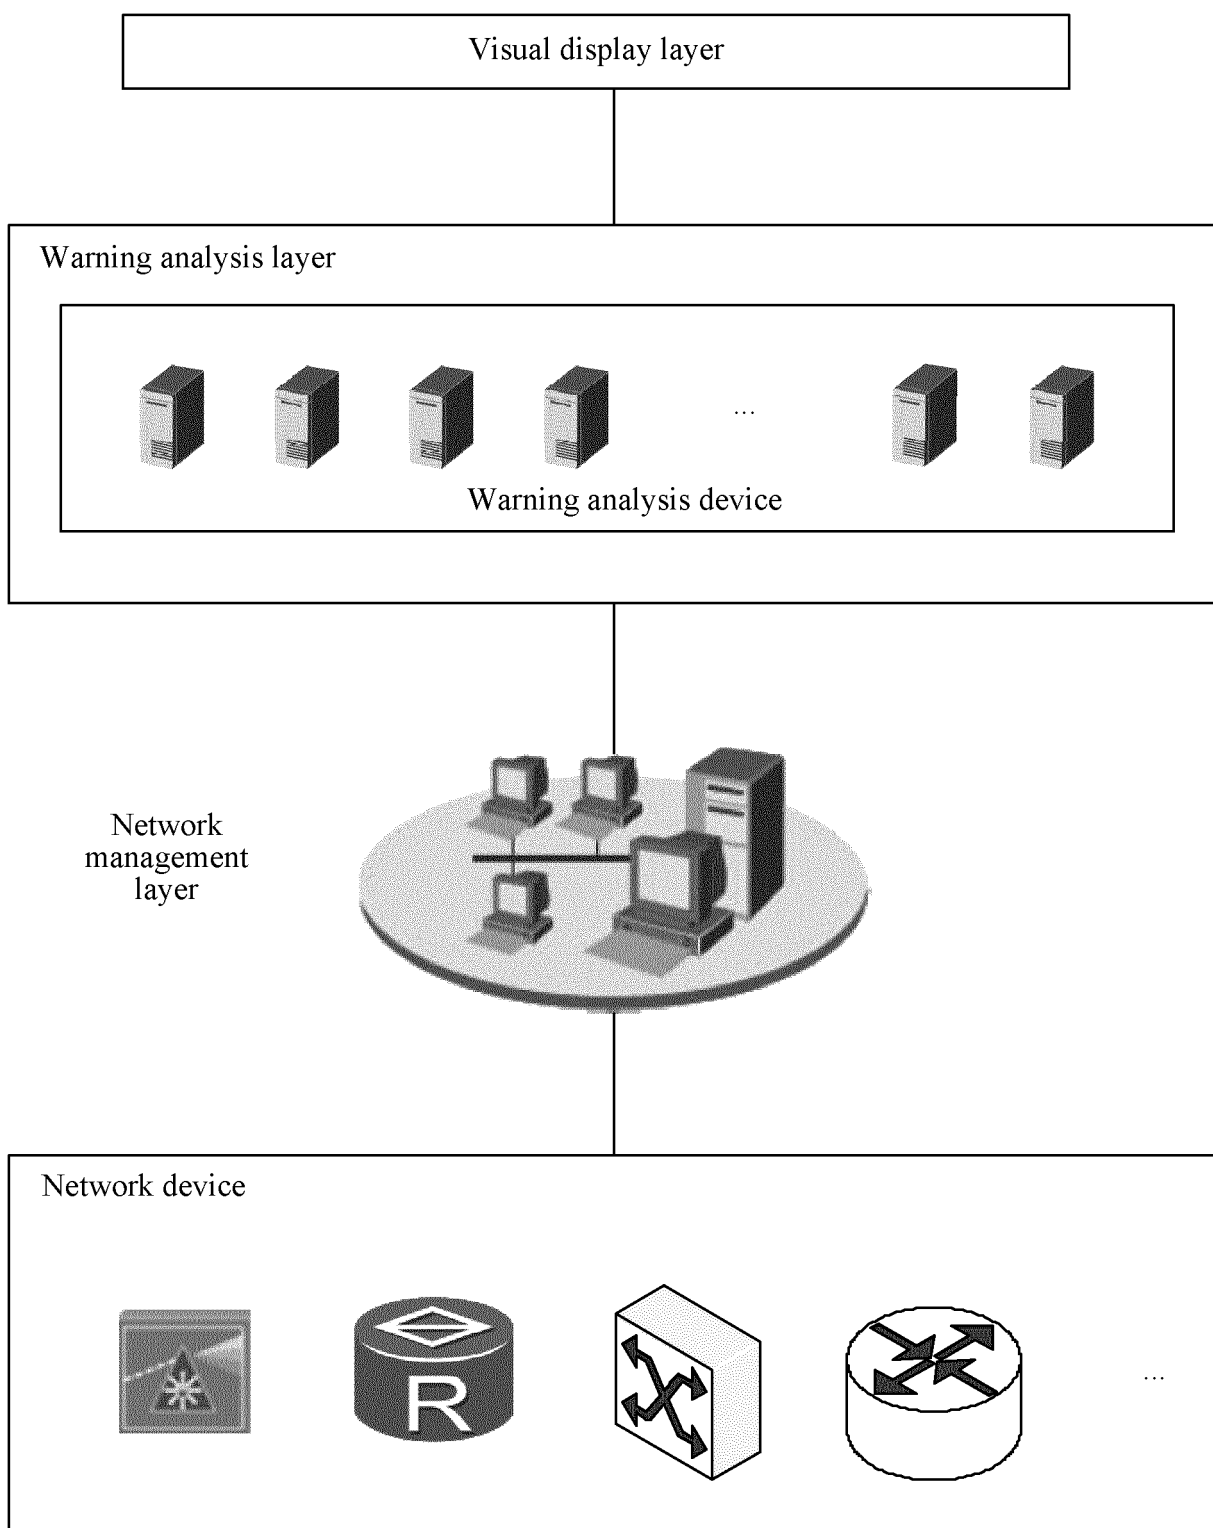 Visual display layer
Warning analysis layer
...
Warning analysis device
Network
management
layer
Network device
R
...